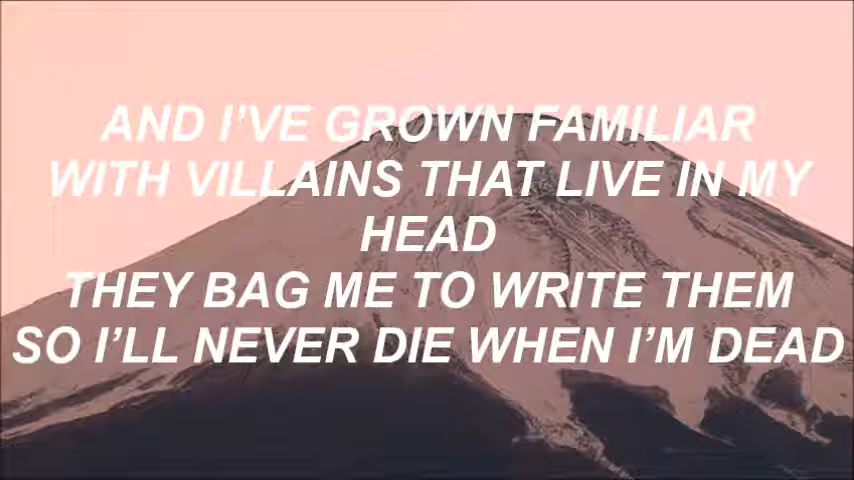 AND I'VE GROWN FAMILIAR
WITH VILLAINS THAT LIVE IN MY
HEAD
THEY BAG ME TO WRITE THEM
SO I'LL NEVER DIE WHEN I'M DEAD